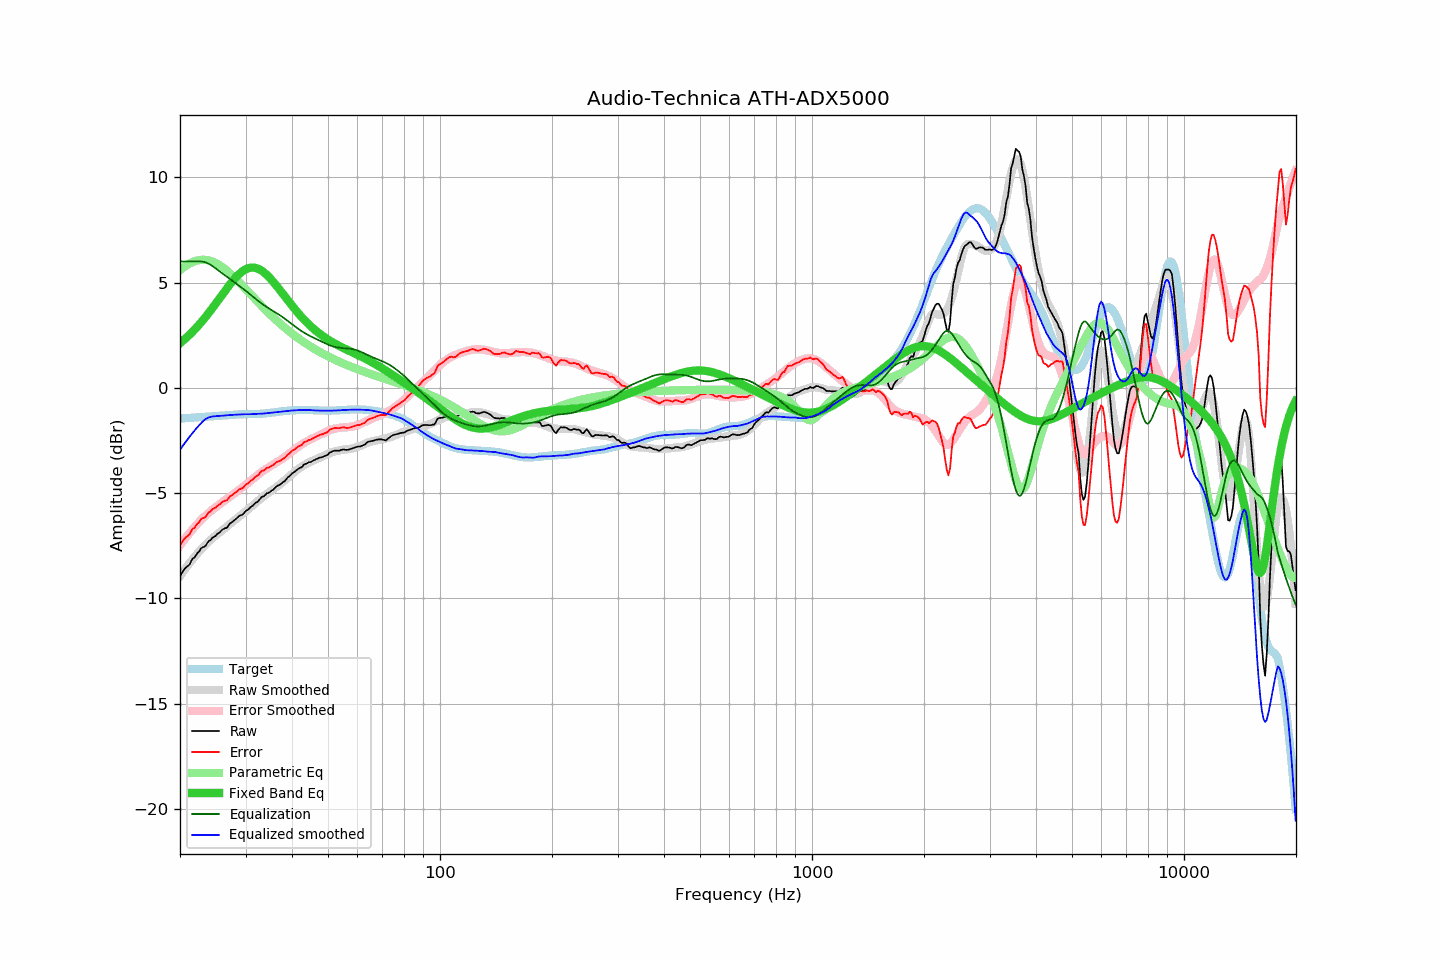 Audio-Technica ATH-ADX5000
Amplitude (dBr)
10
5
0
−5
−10
−15
−20
Target
Raw Smoothed
Error Smoothed
Raw
Error
Parametric Eq
Fixed Band Eq
Equalization
Equalized smoothed
100
1000
10000
Frequency (Hz)